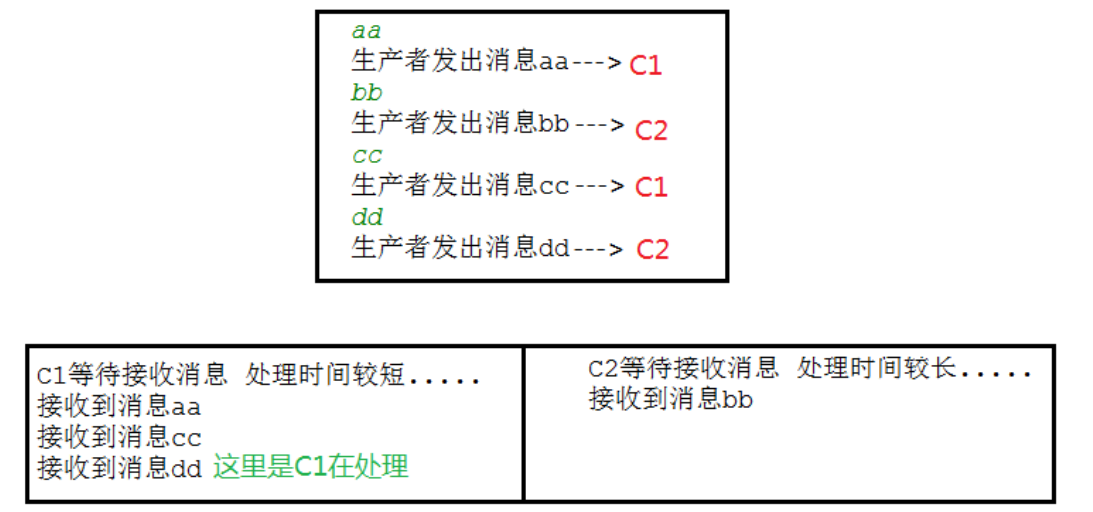 aa
生产者发出消息aa---> C1
bb
生产者发出消息bb---> C2
cc
生产者发出消息cc---> C1
dd
生产者发出消息dd---> C2
C1等待接收消息 处理时间较短.....
接收到消息aa
接收到消息cc
接收到消息dd 这里是C1在处理
C2等待接收消息 处理时间较长.....
接收到消息bb